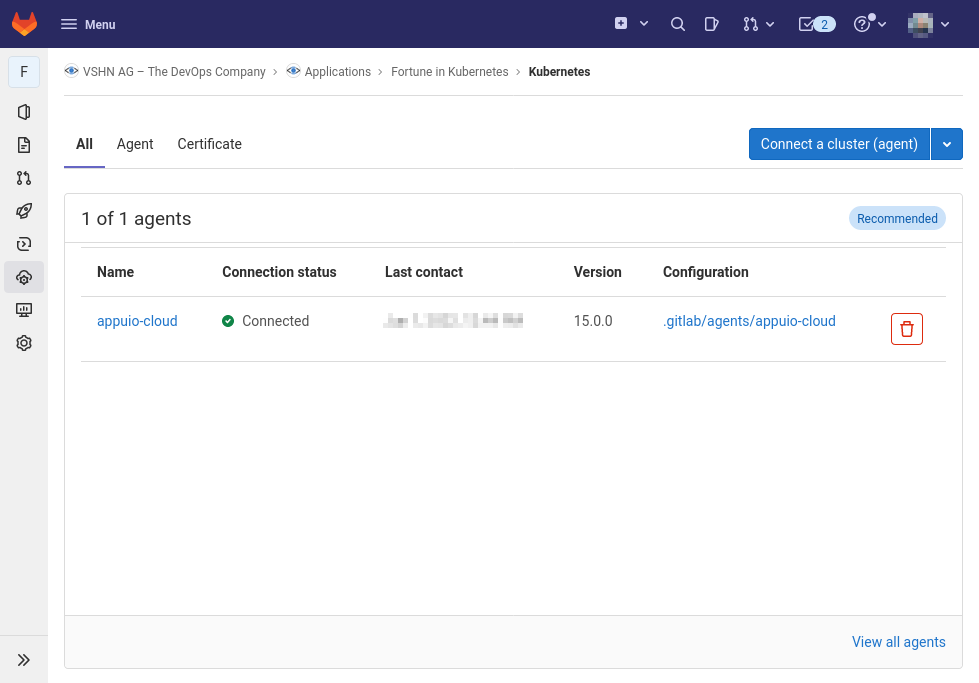 Menu
2
F
VSHN AG – The DevOps Company › Applications › Fortune in Kubernetes › Kubernetes
All Agent Certificate
Connect a cluster (agent)
1 of 1 agents
Recommended
Name Connection status Last contact Version Configuration
appuio-cloud Connected 15.0.0 .gitlab/agents/appuio-cloud
View all agents